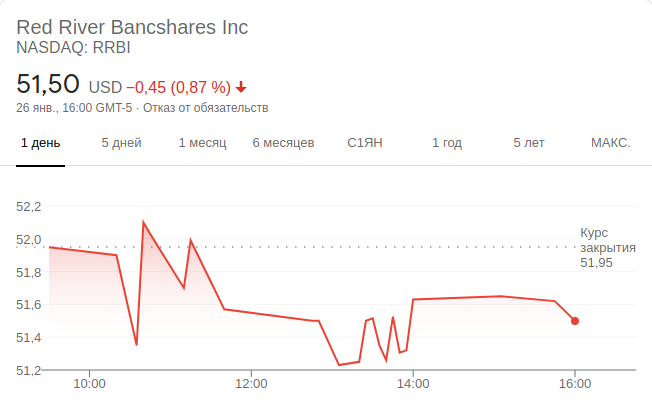 Red River Bancshares Inc
NASDAQ: RRBI
51,50 USD −0,45 (0,87 %)
26 янв., 16:00 GMT-5 · Отказ от обязательств
1 день 5 дней 1 месяц 6 месяцев С1ЯН 1 год 5 лет МАКС.
52,2
52,0
51,8
51,6
51,4
51,2
Курс
закрытия
51,95
10:00 12:00 14:00 16:00